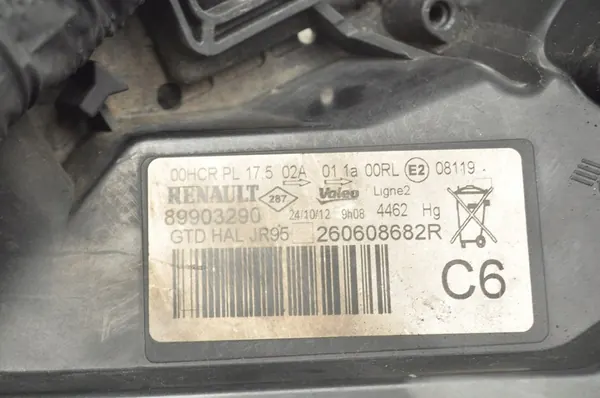 00HCR PL 17.5 02A 01 1a 00RL E2 08119
RENAULT 287 Valeo Ligne2
89903290 24/10/12 9h08 4462 Hg
GTD HAL JR95 260608682R
C6